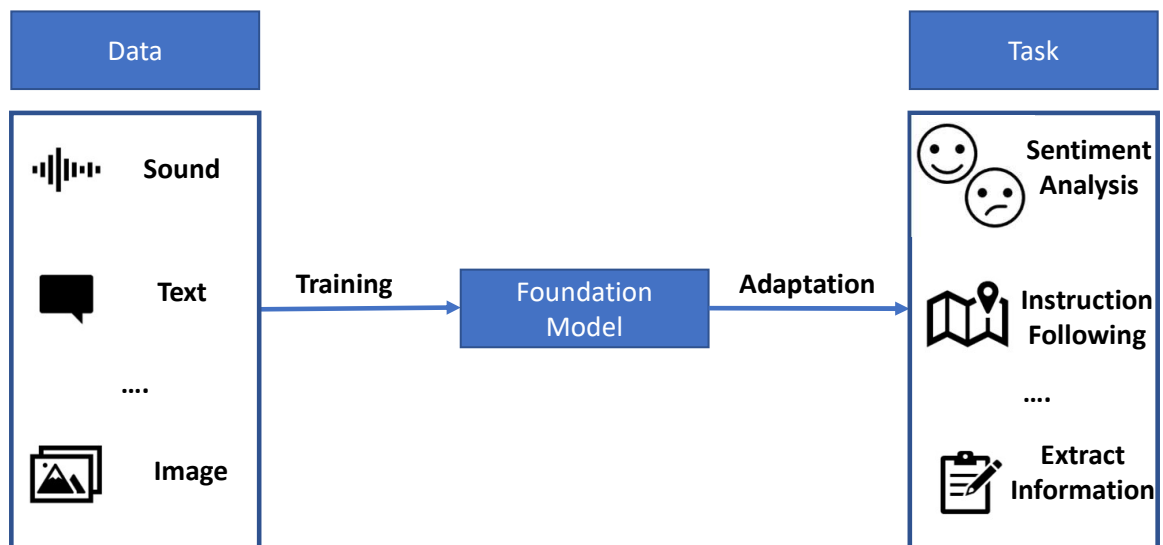 Data
Task
Sound
Text
....
Image
Training
Foundation
Model
Adaptation
Sentiment
Analysis
Instruction
Following
....
Extract
Information